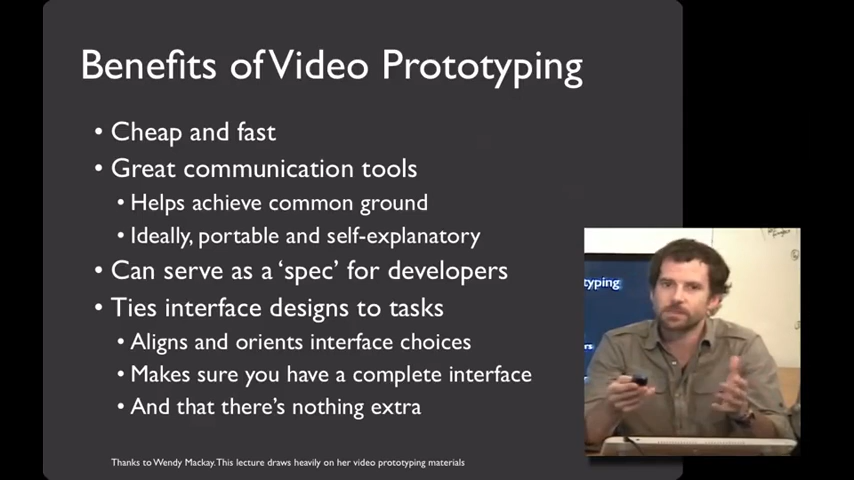 Benefits of Video Prototyping
• Cheap and fast
• Great communication tools
• Helps achieve common ground
• Ideally, portable and self-explanatory
• Can serve as a 'spec' for developers
• Ties interface designs to tasks
• Aligns and orients interface choices
• Makes sure you have a complete interface
• And that there's nothing extra
Thanks to Wendy Mackay. This lecture draws heavily on her video prototyping materials
typing